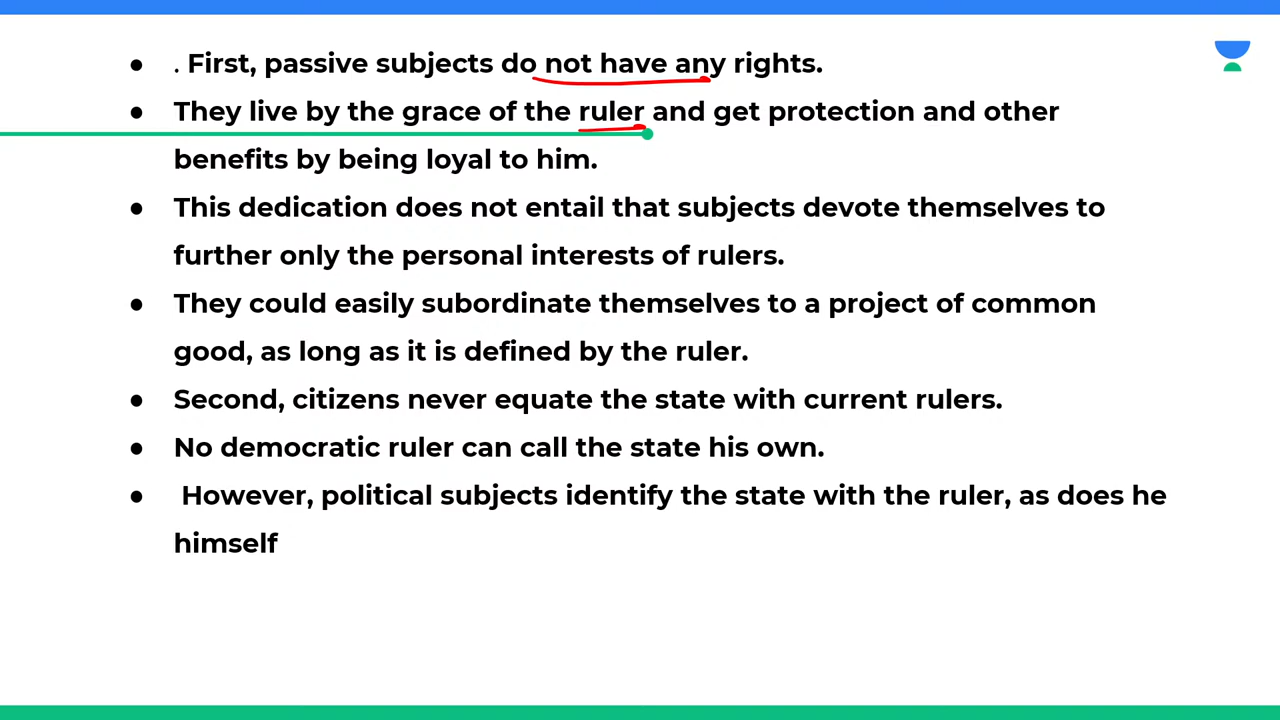 ● . First, passive subjects do not have any rights.
● They live by the grace of the ruler and get protection and other
benefits by being loyal to him.
● This dedication does not entail that subjects devote themselves to
further only the personal interests of rulers.
● They could easily subordinate themselves to a project of common
good, as long as it is defined by the ruler.
● Second, citizens never equate the state with current rulers.
● No democratic ruler can call the state his own.
● However, political subjects identify the state with the ruler, as does he
himself